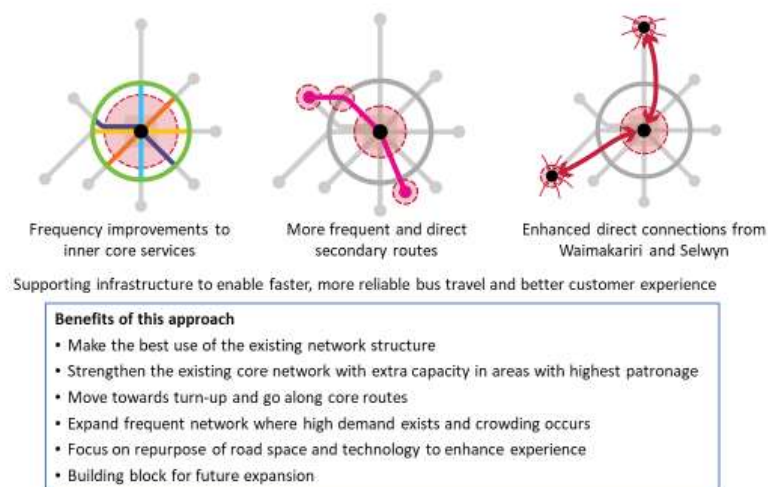 Frequency improvements to
inner core services
More frequent and direct
secondary routes
Enhanced direct connections from
Waimakariri and Selwyn
Supporting infrastructure to enable faster, more reliable bus travel and better customer experience
Benefits of this approach
• Make the best use of the existing network structure
• Strengthen the existing core network with extra capacity in areas with highest patronage
• Move towards turn-up and go along core routes
• Expand frequent network where high demand exists and crowding occurs
• Focus on repurpose of road space and technology to enhance experience
• Building block for future expansion